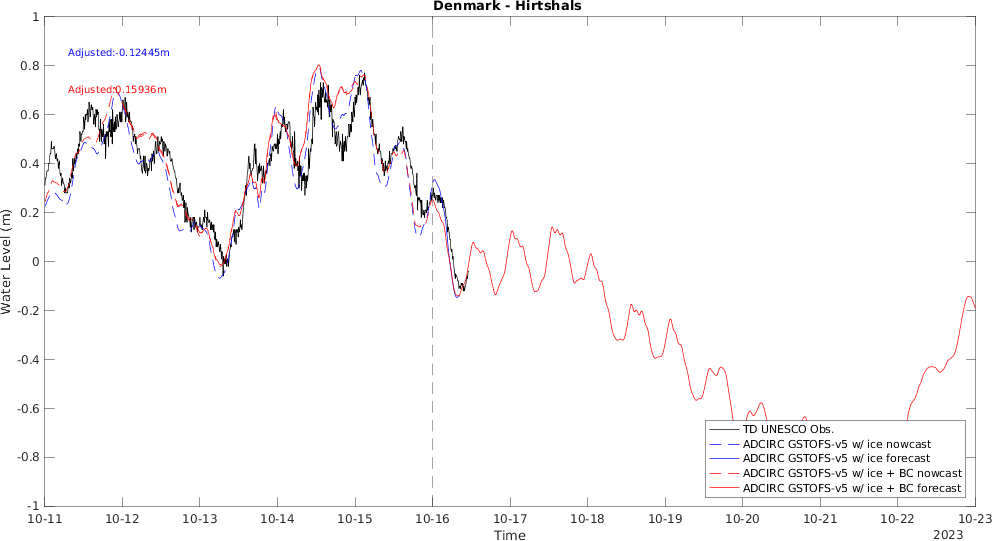 Denmark - Hirtshals
1
0.8
0.6
0.4
0.2
0
-0.2
-0.4
-0.6
-0.8
-1
Water Level (m)
Adjusted:-0.12445m
Adjusted:0.15936m
TD UNESCO Obs.
ADCIRC GSTOFS-v5 w/ ice nowcast
ADCIRC GSTOFS-v5 w/ ice forecast
ADCIRC GSTOFS-v5 w/ ice + BC nowcast
ADCIRC GSTOFS-v5 w/ ice + BC forecast
10-11 10-12 10-13 10-14 10-15 10-16 10-17 10-18 10-19 10-20 10-21 10-22 10-23
Time
2023